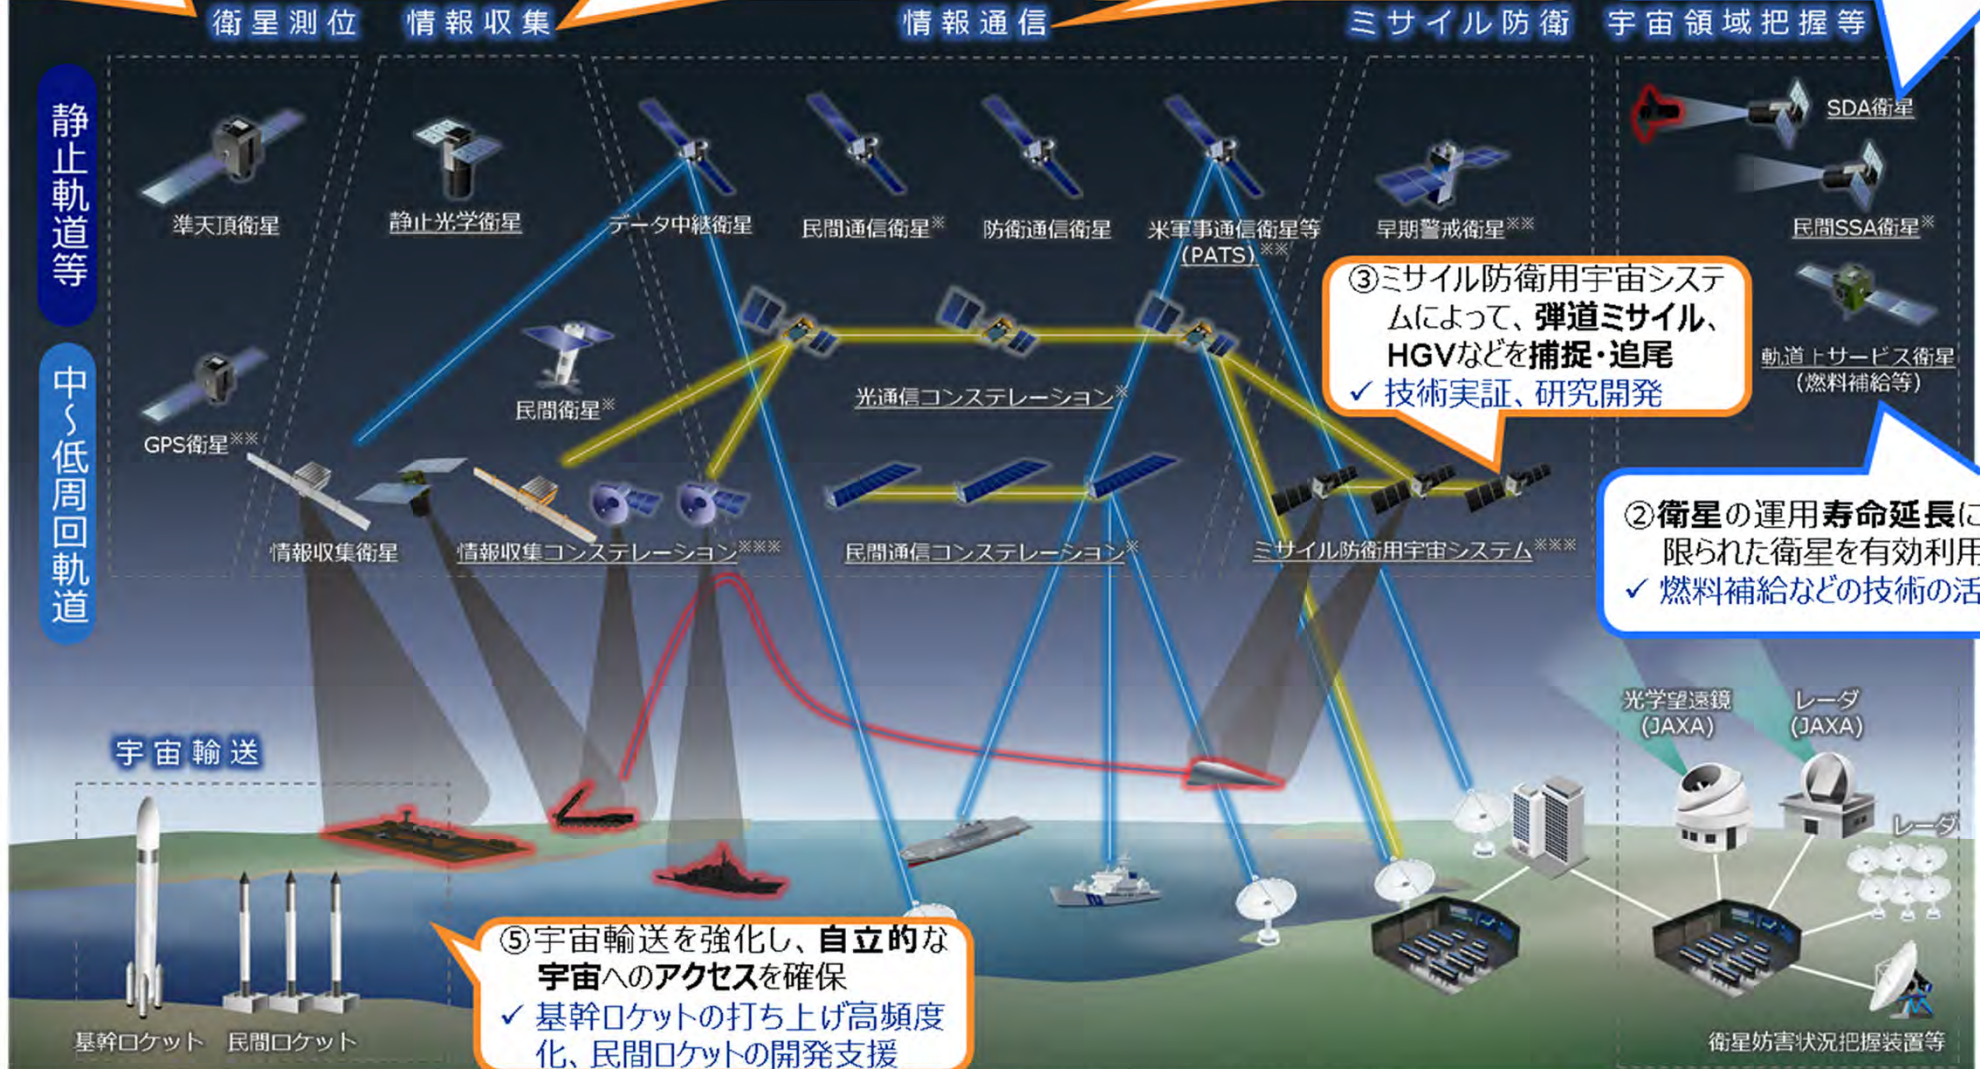 衛星測位
情報収集
情報通信
ミサイル防衛
宇宙領域把握等
静止軌道等
準天頂衛星
静止光学衛星
データ中継衛星
民間通信衛星※
防衛通信衛星
米軍事通信衛星等
(PATS)※※
早期警戒衛星※※
SDA衛星
民間SSA衛星※
軌道上サービス衛星
(燃料補給等)
③ミサイル防衛用宇宙システ
ムによって、弾道ミサイル、
HGVなどを捕捉・追尾
✓ 技術実証、研究開発
中～低周回軌道
GPS衛星※※
民間衛星※
光通信コンステレーション※
情報収集衛星
情報収集コンステレーション※※※
民間通信コンステレーション※
ミサイル防衛用宇宙システム※※※
②衛星の運用寿命延長に
限られた衛星を有効利用
✓ 燃料補給などの技術の活
光学望遠鏡
(JAXA)
レーダ
(JAXA)
レーダ
宇宙輸送
基幹ロケット
民間ロケット
⑤宇宙輸送を強化し、自立的な
宇宙へのアクセスを確保
✓ 基幹ロケットの打ち上げ高頻度
化、民間ロケットの開発支援
衛星妨害状況把握装置等